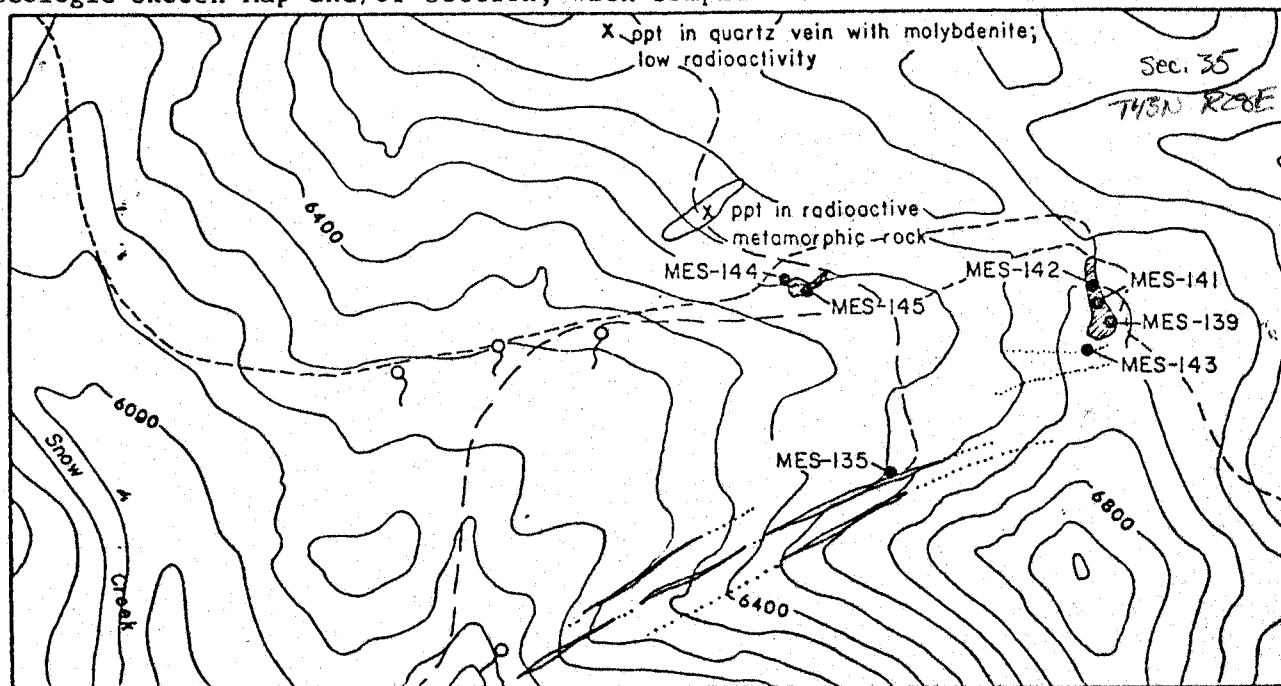 x ppt in quartz vein with molybdenite;
low radioactivity
Sec. 35
T43N R28E
6400
x ppt in radioactive
metamorphic rock
MES-144
MES-142
MES-141
MES-145
MES-139
MES-143
6000
Snow
Creek
MES-135
6800
6400